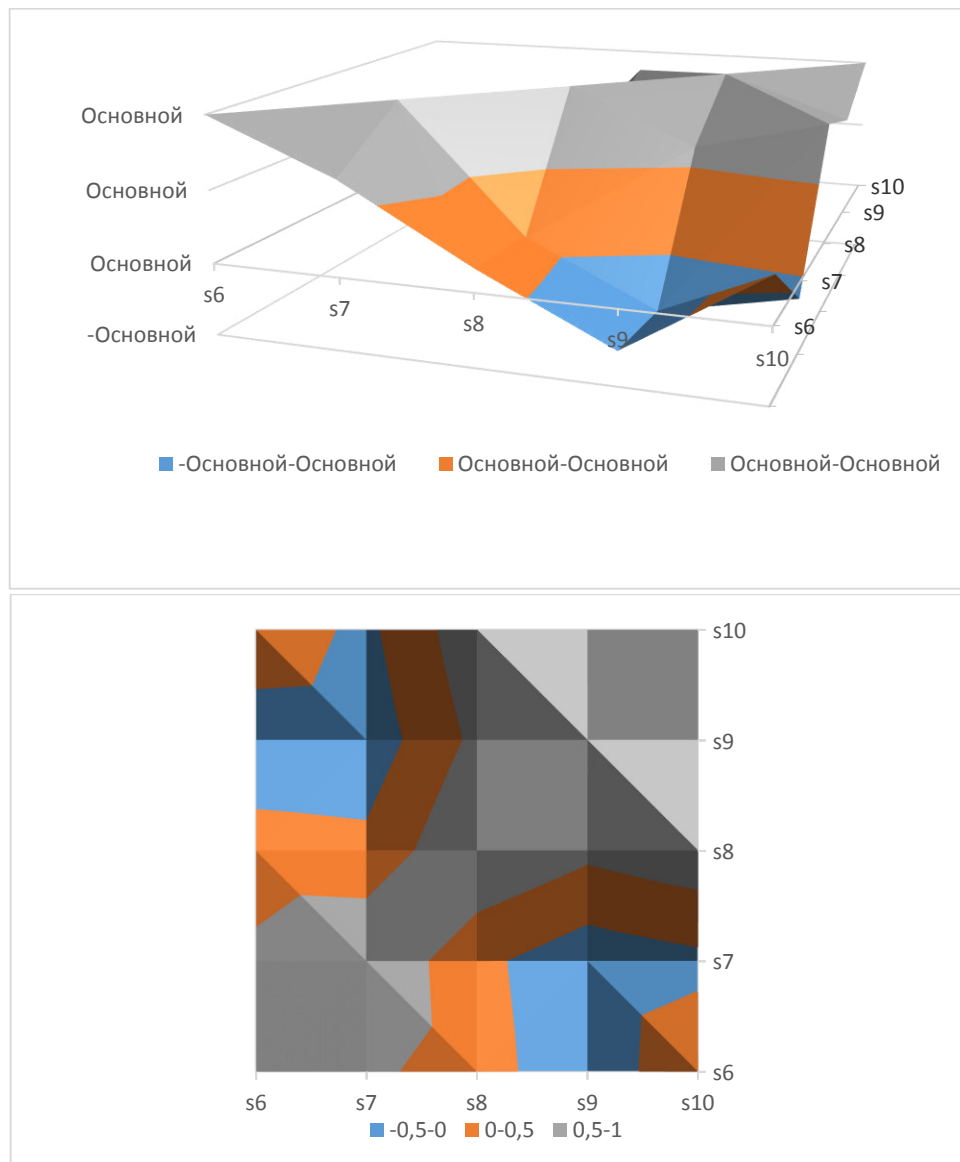 Основной
Основной
Основной
-Основной
s6
s7
s8
s9
s10
s10
s9
s8
s7
s6
-Основной-Основной Основной-Основной Основной-Основной
s10
s9
s8
s7
s6
s6 s7 s8 s9 s10
-0,5-0 0-0,5 0,5-1